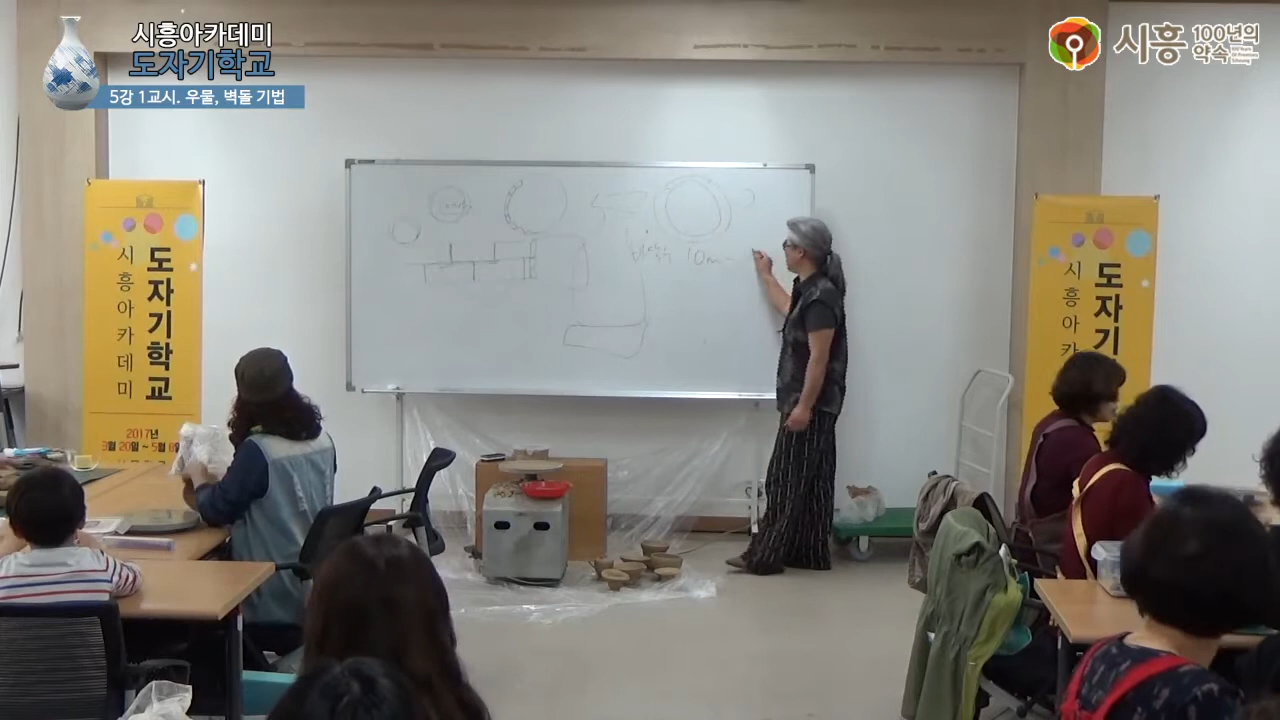 시흥아카데미
도자기학교
5강 1교시. 우물, 벽돌 기법
시흥 100년의 약속
도자기학교
시흥아카데미
2017년
3월 20일 ~ 5월
10m
도자기
시흥아카